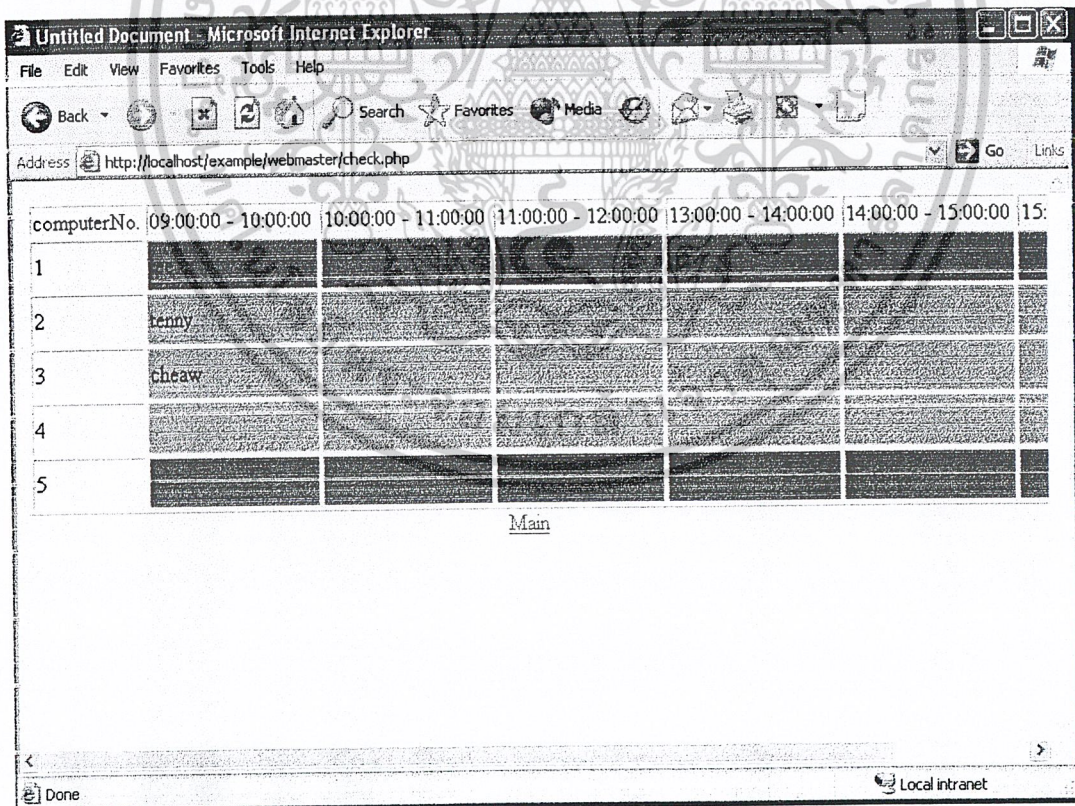 Untitled Document - Microsoft Internet Explorer
File Edit View Favorites Tools Help
Back Search Favorites Media
Address http://localhost/example/webmaster/check.php Go Links
computerNo. 09:00:00 - 10:00:00 10:00:00 - 11:00:00 11:00:00 - 12:00:00 13:00:00 - 14:00:00 14:00:00 - 15:00:00 15:
1
2 tenny
3 cheaw
4
5
Main
Done Local intranet